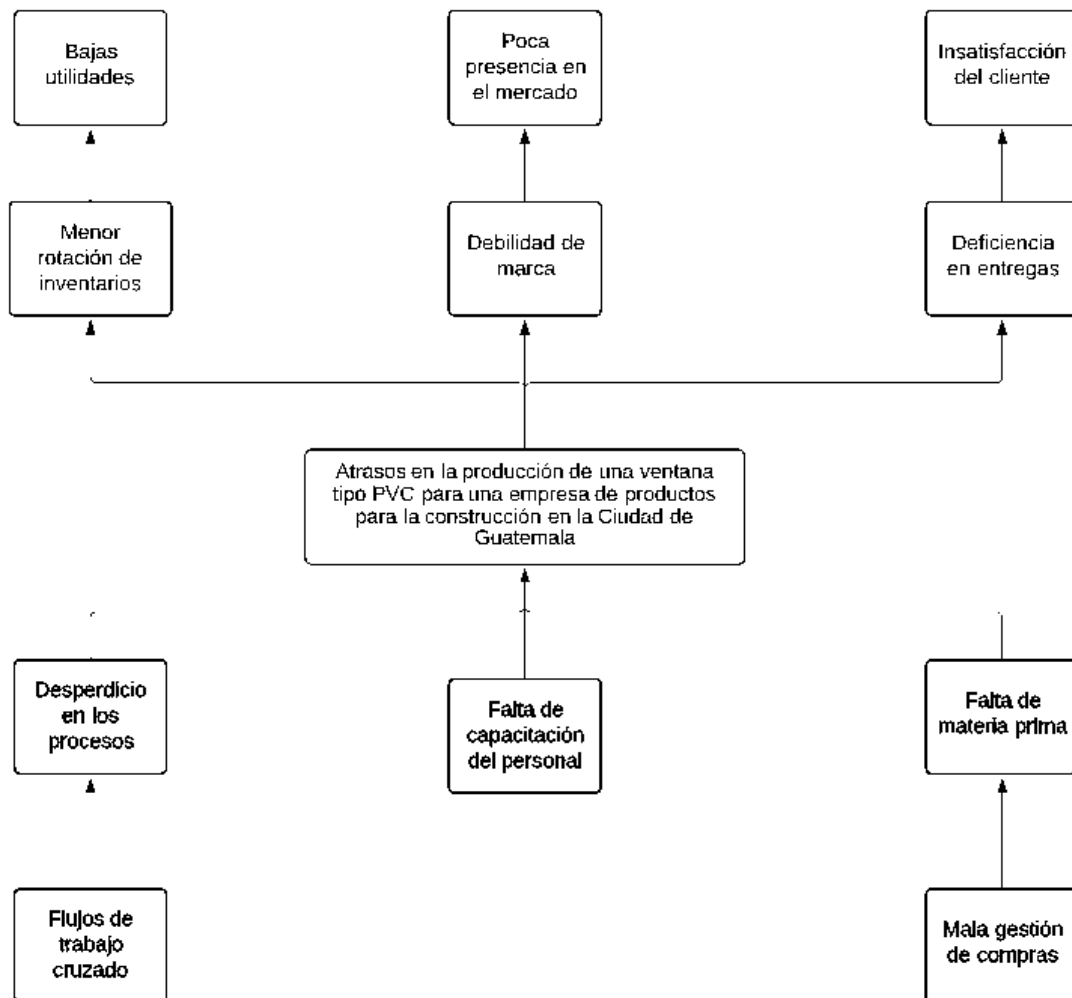 Bajas
utilidades
Poca
presencia en
el mercado
Insatisfacción
del cliente
Menor
rotación de
inventarios
Debilidad de
marca
Deficiencia
en entregas
Atrasos en la producción de una ventana
tipo PVC para una empresa de productos
para la construcción en la Ciudad de
Guatemala
Desperdicio
en los
procesos
Falta de
capacitación
del personal
Falta de
materia prima
Flujos de
trabajo
cruzado
Mala gestión
de compras